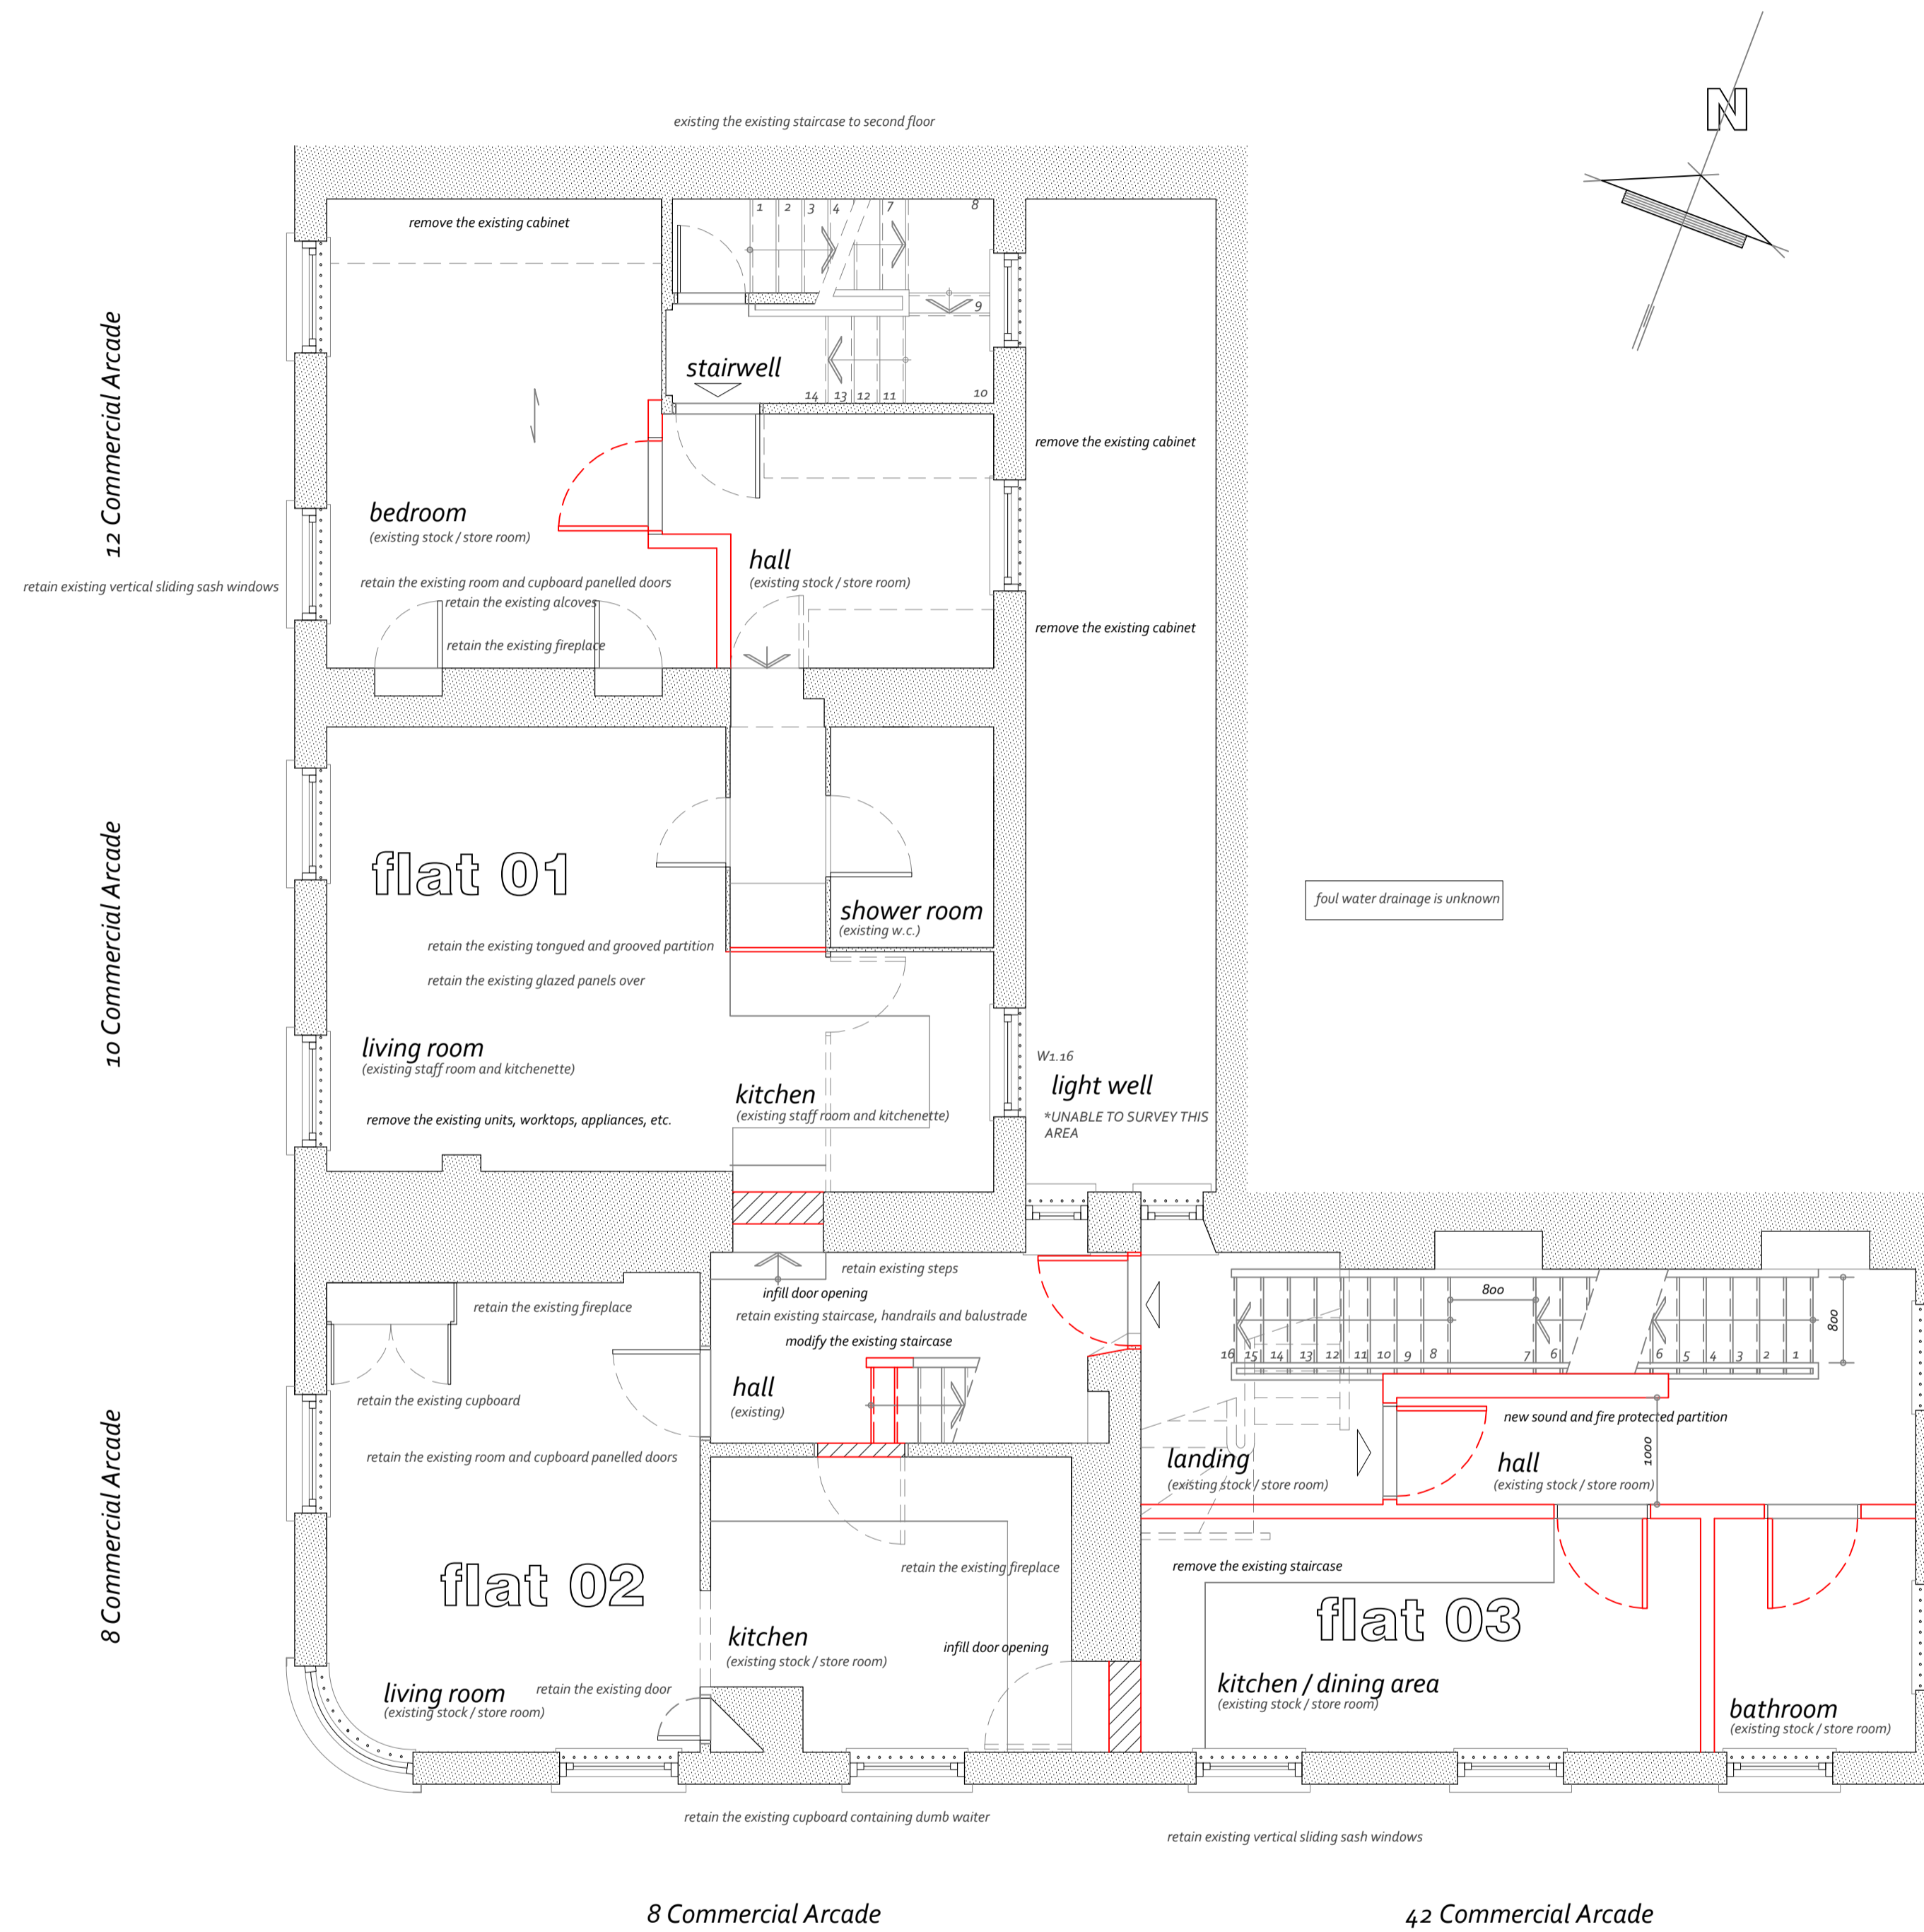 N
existing the existing staircase to second floor
remove the existing cabinet
1 2 3 4 7 8
9
stairwell
14 13 12 11 10
12 Commercial Arcade
remove the existing cabinet
bedroom
(existing stock / store room)
hall
(existing stock / store room)
retain existing vertical sliding sash windows
retain the existing room and cupboard panelled doors
retain the existing alcoves
retain the existing fireplace
remove the existing cabinet
10 Commercial Arcade
flat 01
shower room
(existing w.c.)
foul water drainage is unknown
retain the existing tongued and grooved partition
retain the existing glazed panels over
living room
(existing staff room and kitchenette)
remove the existing units, worktops, appliances, etc.
kitchen
(existing staff room and kitchenette)
W1.16
light well
*UNABLE TO SURVEY THIS
AREA
8 Commercial Arcade
retain the existing fireplace
retain existing steps
infill door opening
retain existing staircase, handrails and balustrade
modify the existing staircase
hall
(existing)
retain the existing cupboard
retain the existing room and cupboard panelled doors
800
800
16 15 14 13 12 11 10 9 8 7 6 6 5 4 3 2 1
new sound and fire protected partition
1000
landing
(existing stock / store room)
hall
(existing stock / store room)
flat 02
retain the existing fireplace
kitchen
(existing stock / store room)
infill door opening
living room
(existing stock / store room)
retain the existing door
remove the existing staircase
flat 03
kitchen / dining area
(existing stock / store room)
bathroom
(existing stock / store room)
retain the existing cupboard containing dumb waiter
retain existing vertical sliding sash windows
8 Commercial Arcade
42 Commercial Arcade